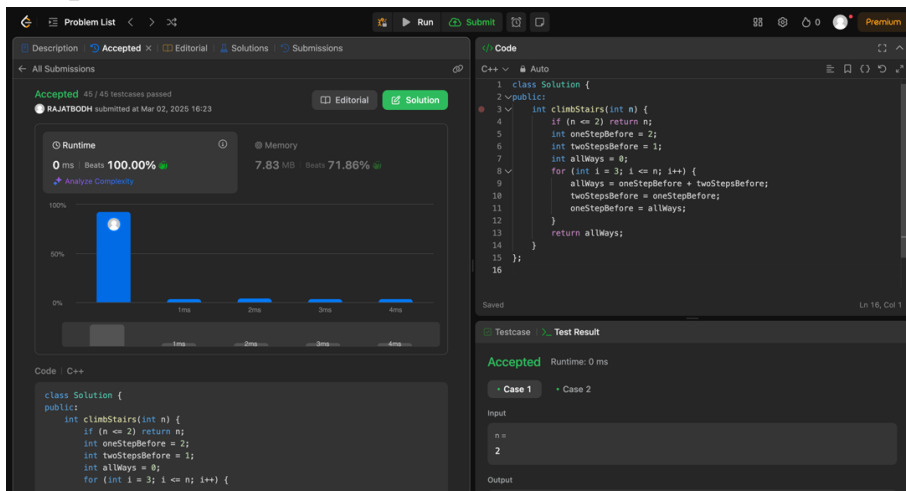 Problem List
Run
Submit
0
Premium
Description
Accepted
Editorial
Solutions
Submissions
All Submissions
Accepted 45 / 45 testcases passed
RAJATBODH submitted at Mar 02, 2025 16:23
Editorial
Solution
Runtime
0 ms Beats 100.00%
Analyze Complexity
Memory
7.83 MB Beats 71.86%
100%
50%
0%
1ms 2ms 3ms 4ms
1ms 2ms 3ms 4ms
Code C++
class Solution {
public:
int climbStairs(int n) {
if (n <= 2) return n;
int oneStepBefore = 2;
int twoStepsBefore = 1;
int allWays = 0;
for (int i = 3; i <= n; i++) {
</> Code
C++ Auto
1 class Solution {
2 public:
3 int climbStairs(int n) {
4 if (n <= 2) return n;
5 int oneStepBefore = 2;
6 int twoStepsBefore = 1;
7 int allWays = 0;
8 for (int i = 3; i <= n; i++) {
9 allWays = oneStepBefore + twoStepsBefore;
10 twoStepsBefore = oneStepBefore;
11 oneStepBefore = allWays;
12 }
13 return allWays;
14 }
15 };
16
Saved
Ln 16, Col 1
Testcase
>_ Test Result
Accepted Runtime: 0 ms
• Case 1 • Case 2
Input
n =
2
Output